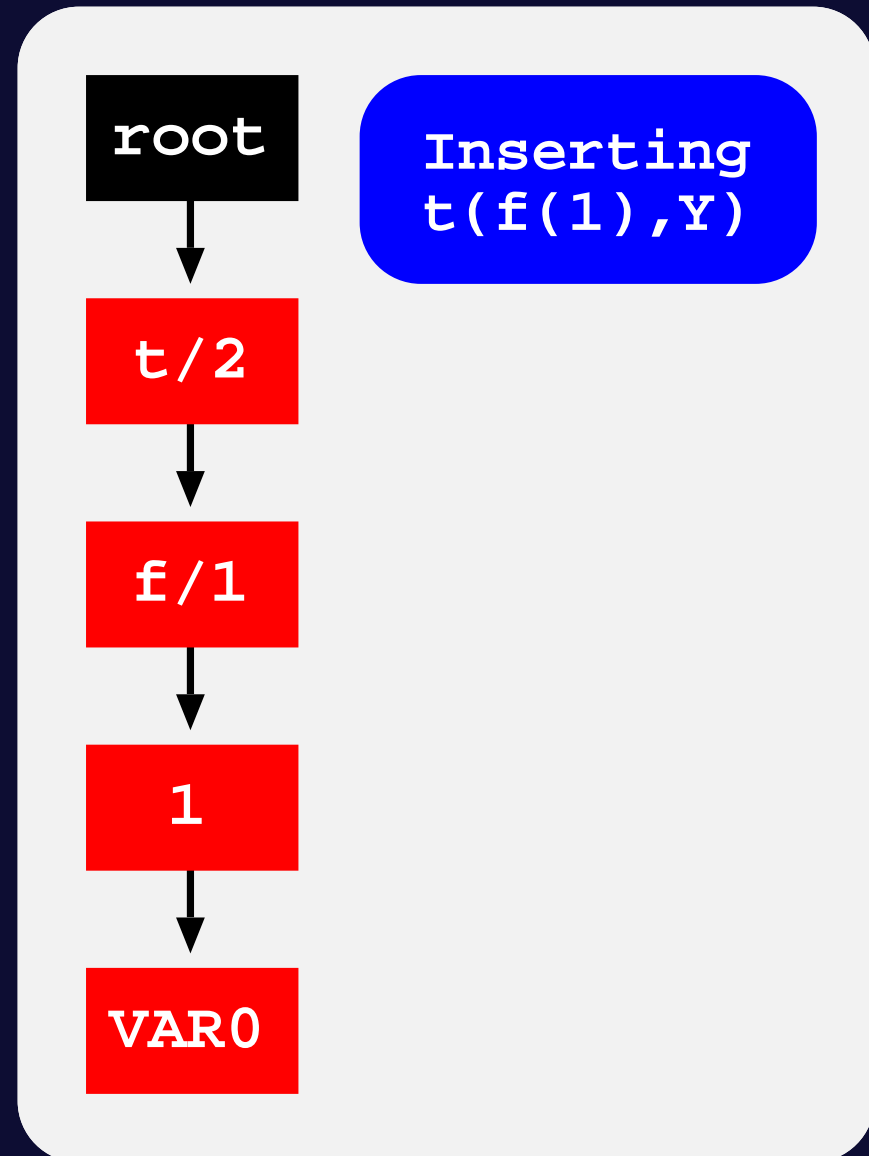 root
Inserting
t(f(1),Y)
t/2
f/1
1
VAR0